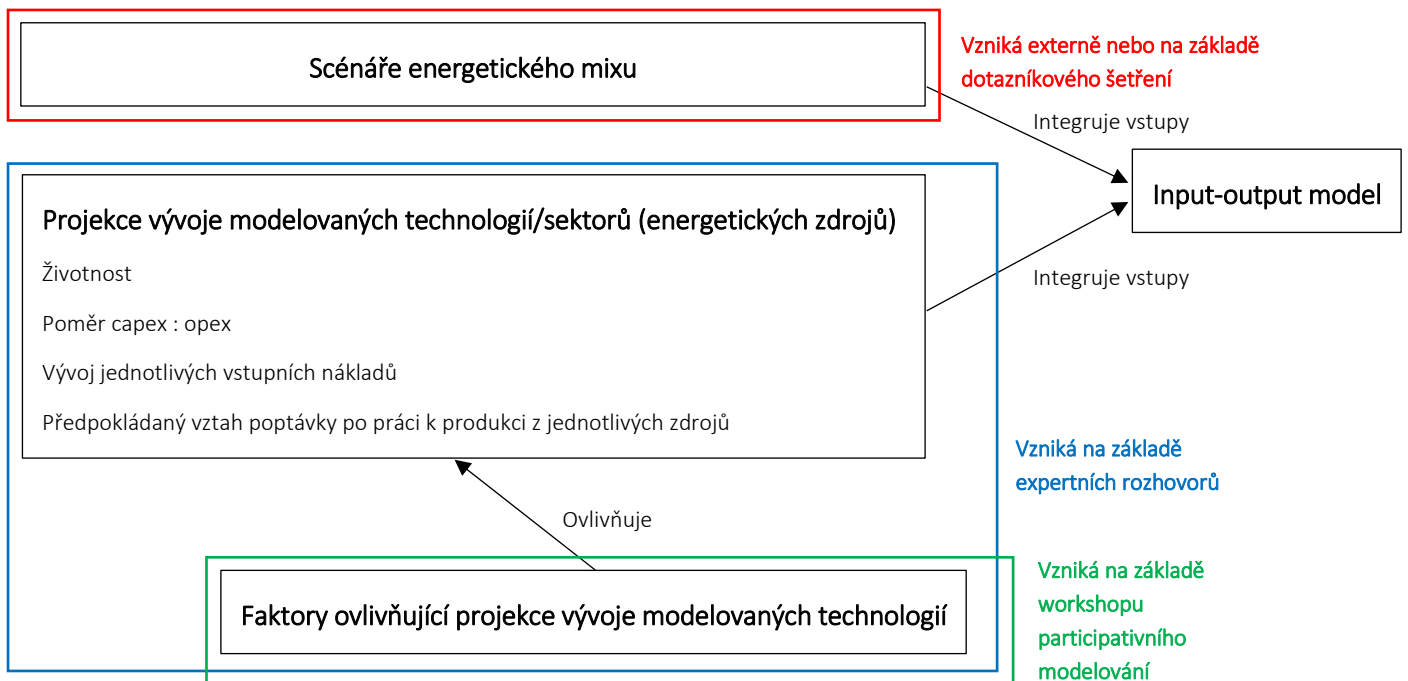 Scénáře energetického mixu
Vzniká externě nebo na základě
dotazníkového šetření
Integruje vstupy
Input-output model
Projekce vývoje modelovaných technologií/sektorů (energetických zdrojů)
Životnost
Poměr capex : opex
Vývoj jednotlivých vstupních nákladů
Předpokládaný vztah poptávky po práci k produkci z jednotlivých zdrojů
Integruje vstupy
Vzniká na základě
expertních rozhovorů
Ovlivňuje
Faktory ovlivňující projekce vývoje modelovaných technologií
Vzniká na základě
workshopu
participativního
modelování